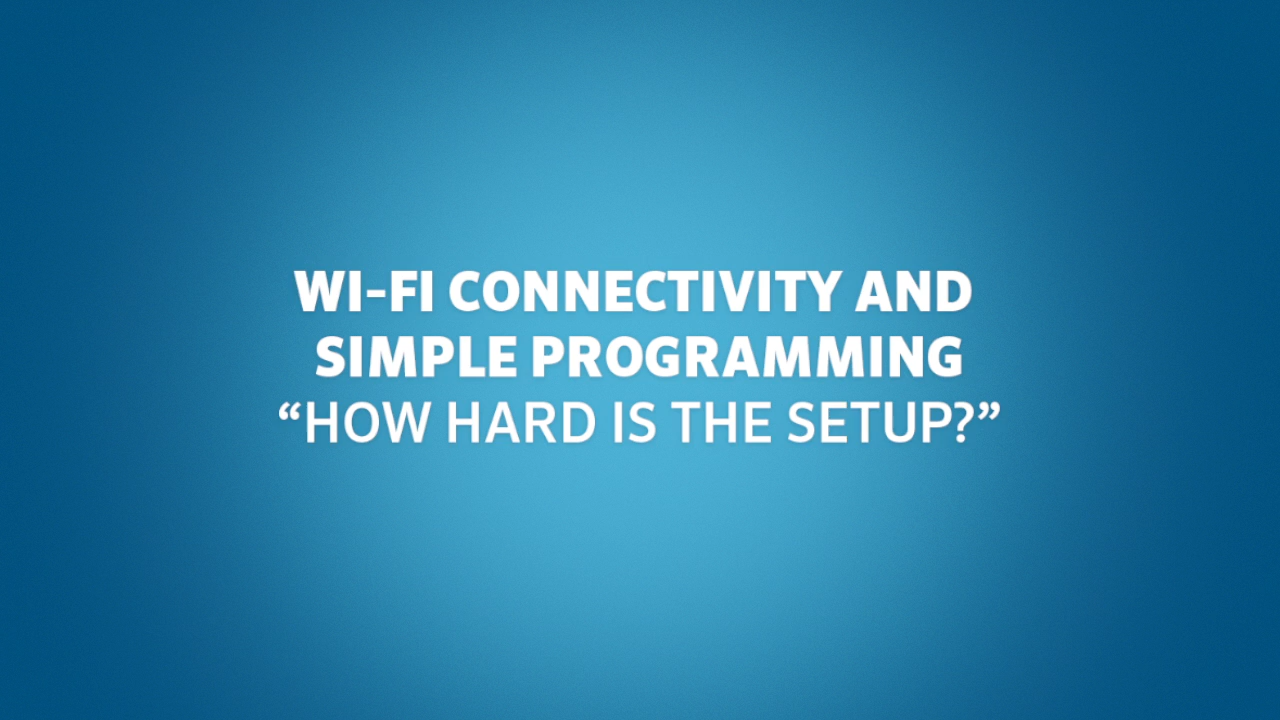 WI-FI CONNECTIVITY AND
SIMPLE PROGRAMMING
“HOW HARD IS THE SETUP?”